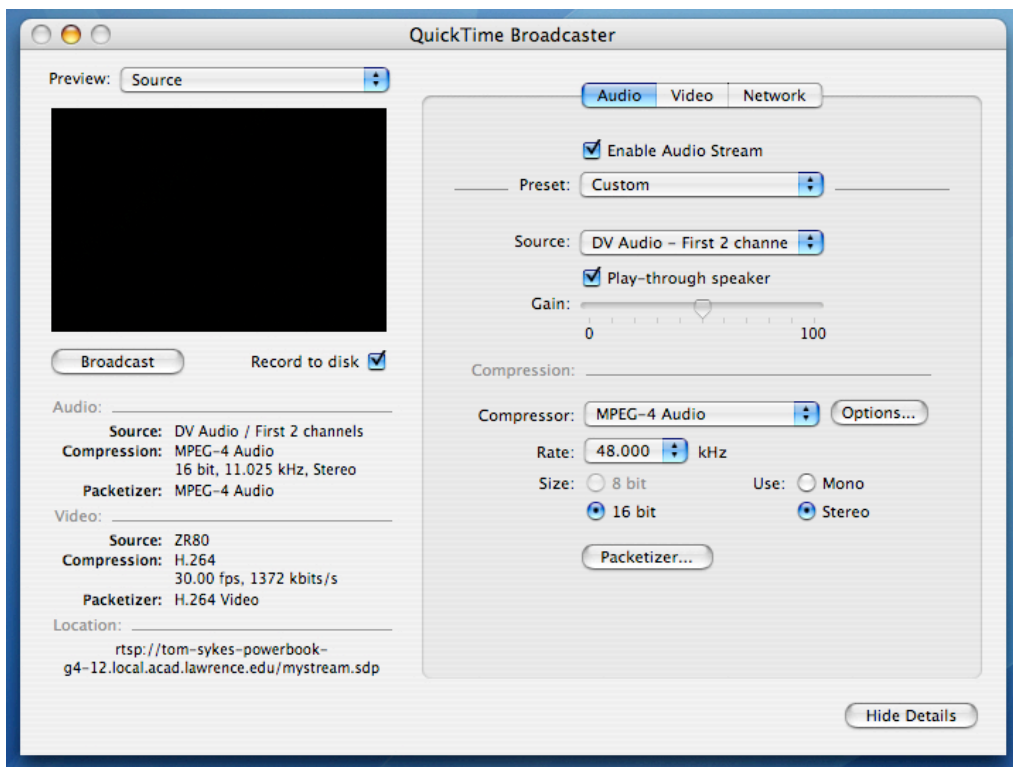 QuickTime Broadcaster
Preview: Source
Broadcast Record to disk
Audio:
Source: DV Audio / First 2 channels
Compression: MPEG-4 Audio
16 bit, 11.025 kHz, Stereo
Packetizer: MPEG-4 Audio
Video:
Source: ZR80
Compression: H.264
30.00 fps, 1372 kbits/s
Packetizer: H.264 Video
Location:
rtsp://tom-sykes-powerbook-
g4-12.local.acad.lawrence.edu/mystream.sdp
Audio Video Network
Enable Audio Stream
Preset: Custom
Source: DV Audio - First 2 channe
Play-through speaker
Gain:
0 100
Compression:
Compressor: MPEG-4 Audio Options...
Rate: 48.000 kHz
Size: 8 bit Use: Mono
16 bit Stereo
Packetizer...
Hide Details